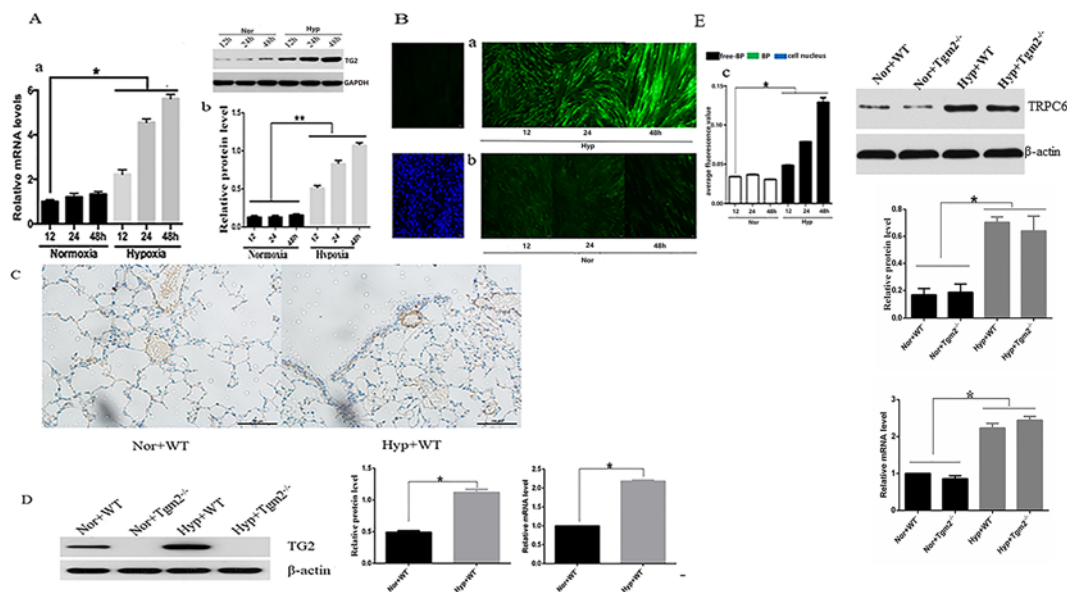 A
a
Relative mRNA levels
6
4
2
0
*
12 24 48h 12 24 48h
Normoxia Hypoxia
Nor Hyp
12h 24h 48h 12h 24h 48h
TG2
GAPDH
b
Relative protein level
1.5
1.0
0.5
0.0
**
12 24 48h 12 24 48h
Normoxia Hypoxia
B
a
12 24 48h
Hyp
b
12 24 48h
Nor
E
free-BP BP cell nucleus
c
average fluorescence value
0.15
0.10
0.05
0.00
*
12 24 48h 12 24 48h
Nor Hyp
Nor+WT Nor+Tgm2-/- Hyp+WT Hyp+Tgm2-/-
TRPC6
β-actin
Relative protein level
0.8
0.6
0.4
0.2
0.0
*
Nor+WT Nor+Tgm2-/- Hyp+WT Hyp+Tgm2-/-
Relative mRNA level
3
2
1
0
*
Nor+WT Nor+Tgm2-/- Hyp+WT Hyp+Tgm2-/-
C
Nor+WT Hyp+WT
D
Nor+WT Nor+Tgm2-/- Hyp+WT Hyp+Tgm2-/-
TG2
β-actin
Relative protein level
1.5
1.0
0.5
0.0
*
Nor+WT Hyp+WT
Relative mRNA level
2.5
2.0
1.5
1.0
0.5
0.0
*
Nor+WT Hyp+WT